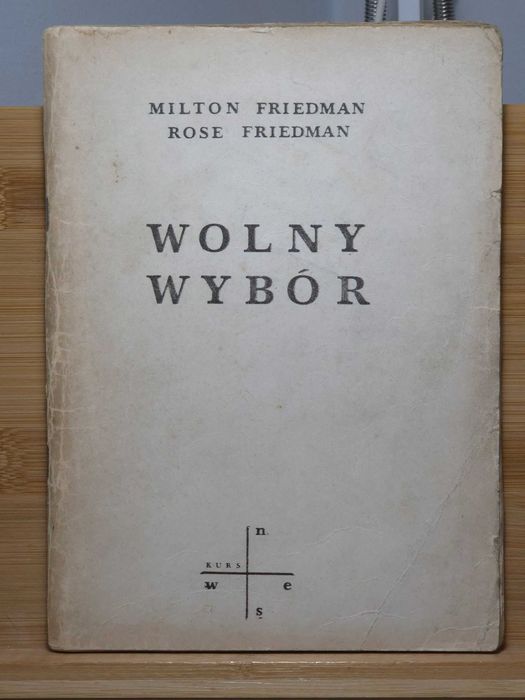 MILTON FRIEDMAN
ROSE FRIEDMAN
WOLNY
WYBÓR
n
KURS
w e
s